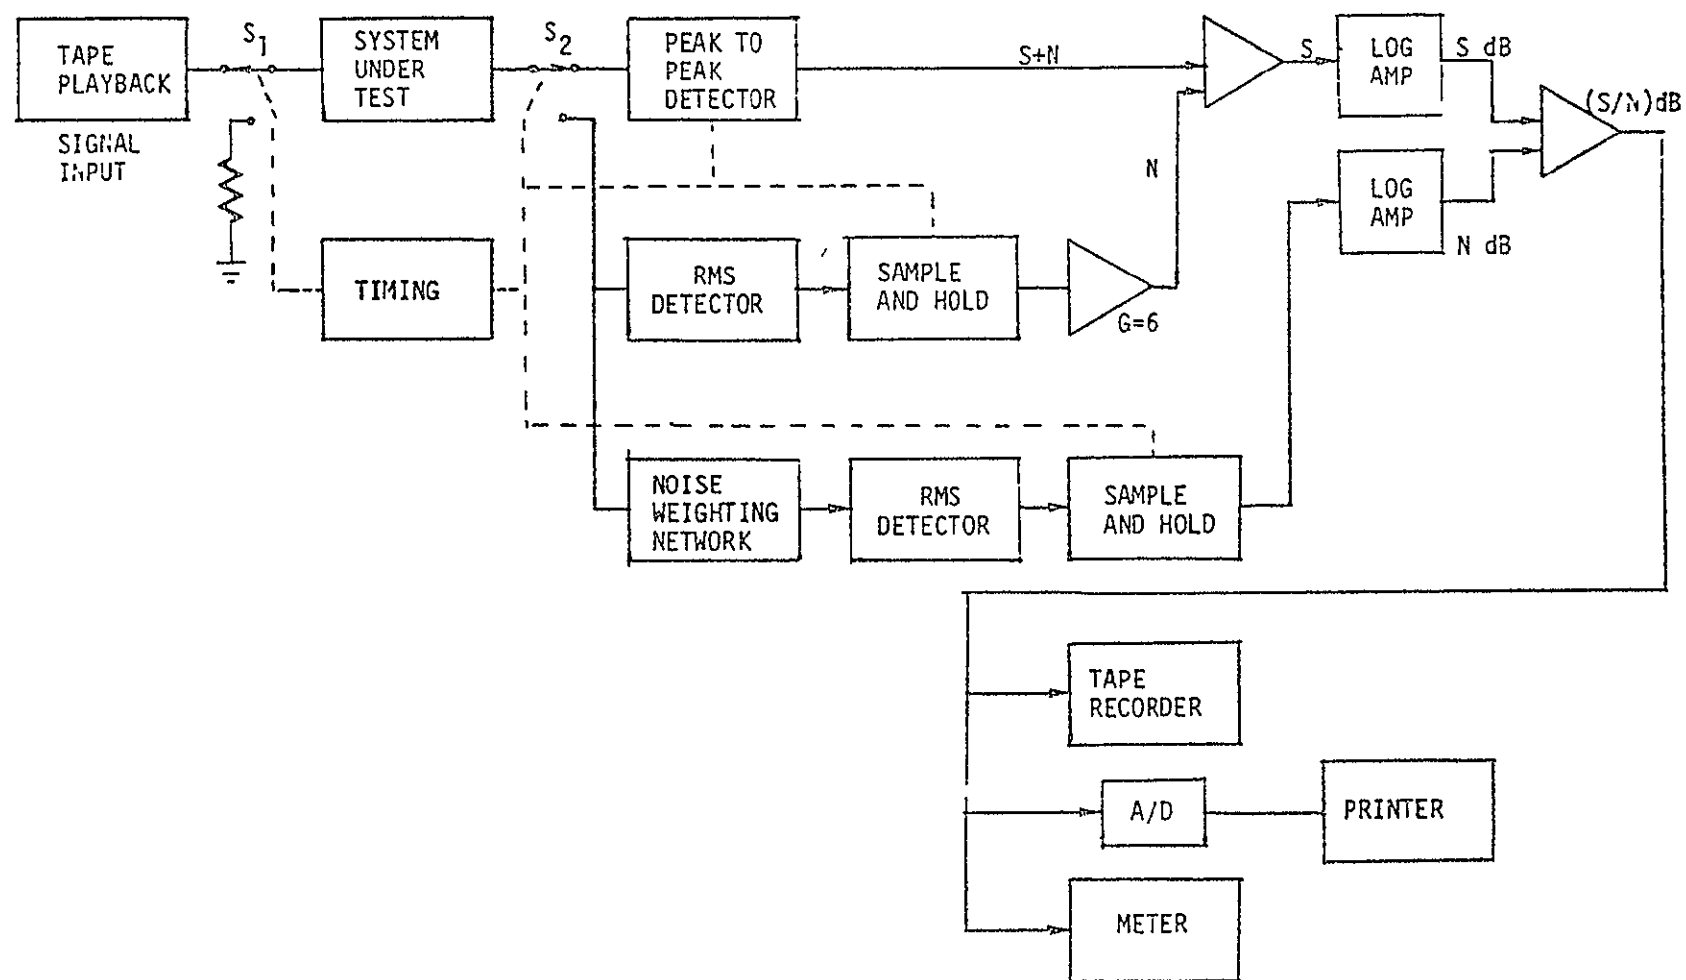 TAPE
PLAYBACK
SIGNAL
INPUT
S1
SYSTEM
UNDER
TEST
S2
PEAK TO
PEAK
DETECTOR
S+N
S
LOG
AMP
S dB
(S/N)dB
N
LOG
AMP
N dB
TIMING
RMS
DETECTOR
SAMPLE
AND HOLD
G=6
NOISE
WEIGHTING
NETWORK
RMS
DETECTOR
SAMPLE
AND HOLD
TAPE
RECORDER
A/D
PRINTER
METER